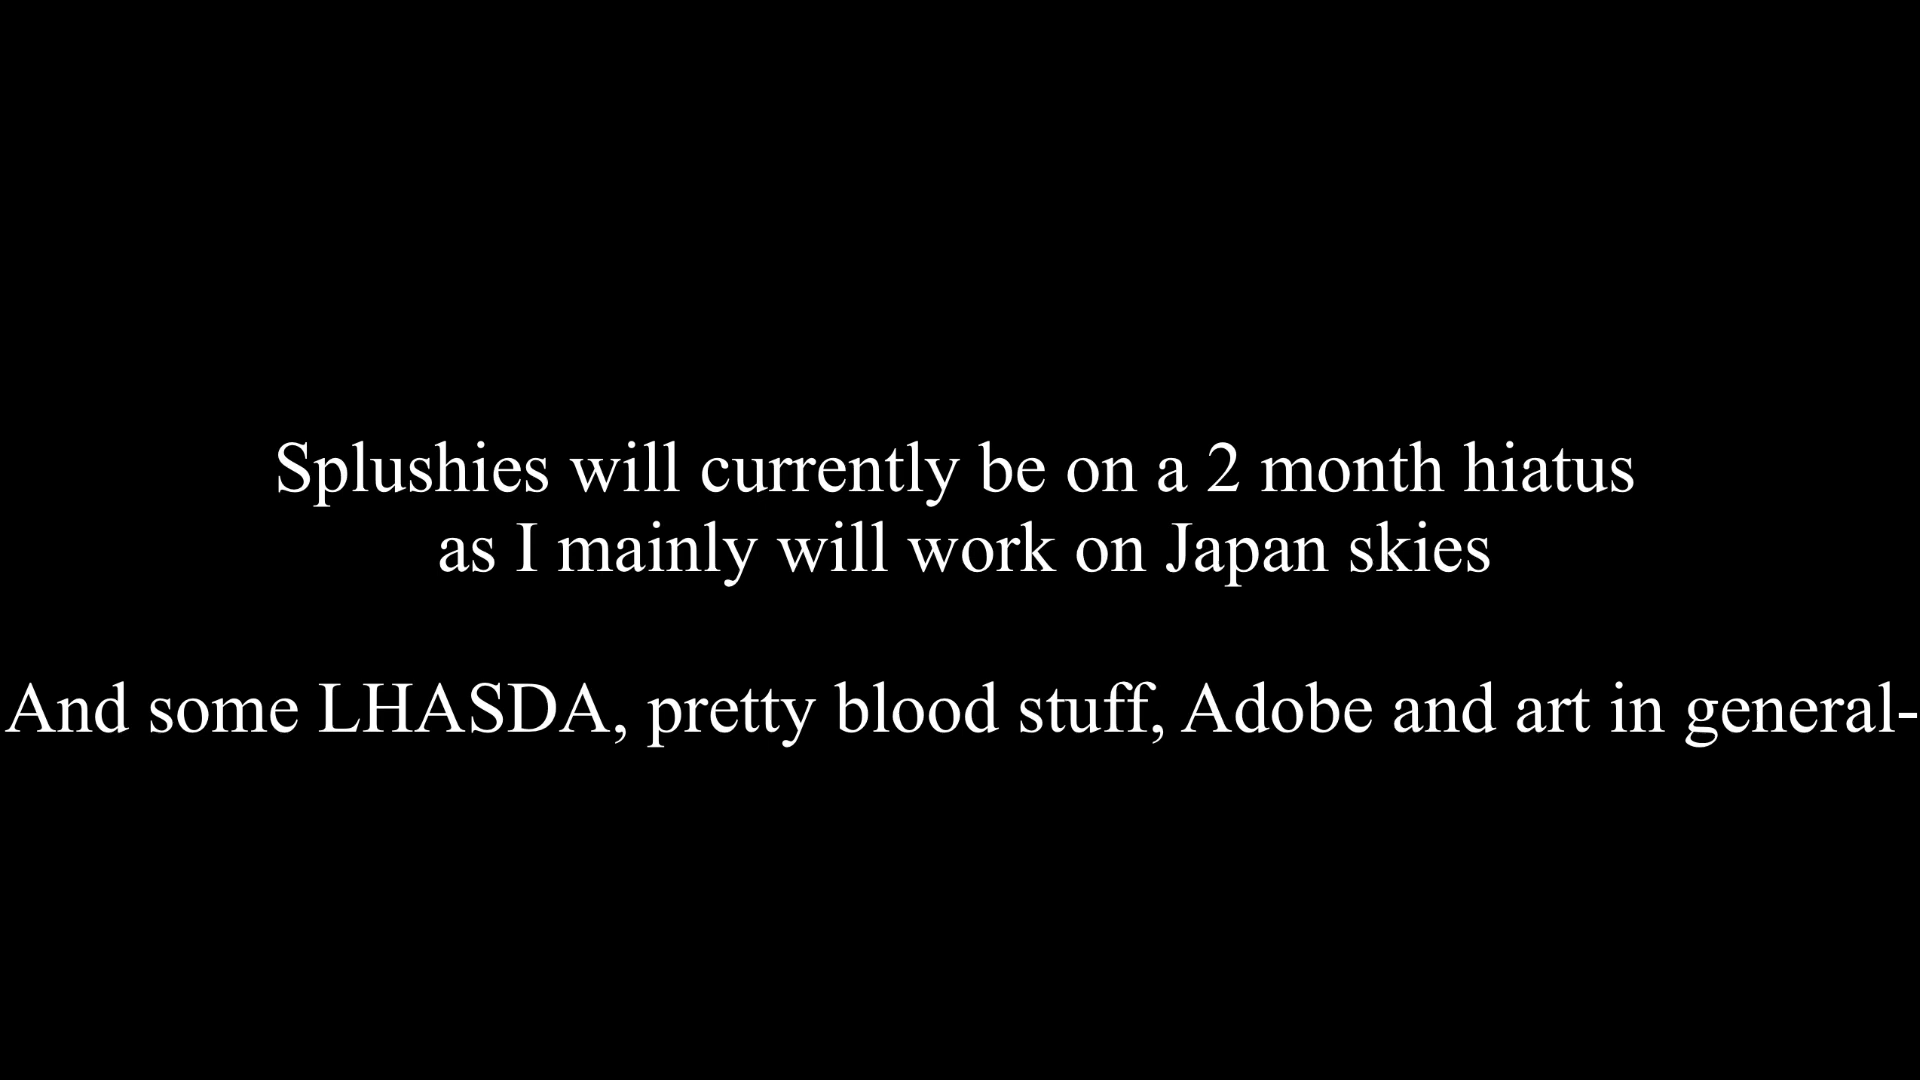 Splushies will currently be on a 2 month hiatus
as I mainly will work on Japan skies
And some LHASDA, pretty blood stuff, Adobe and art in general-